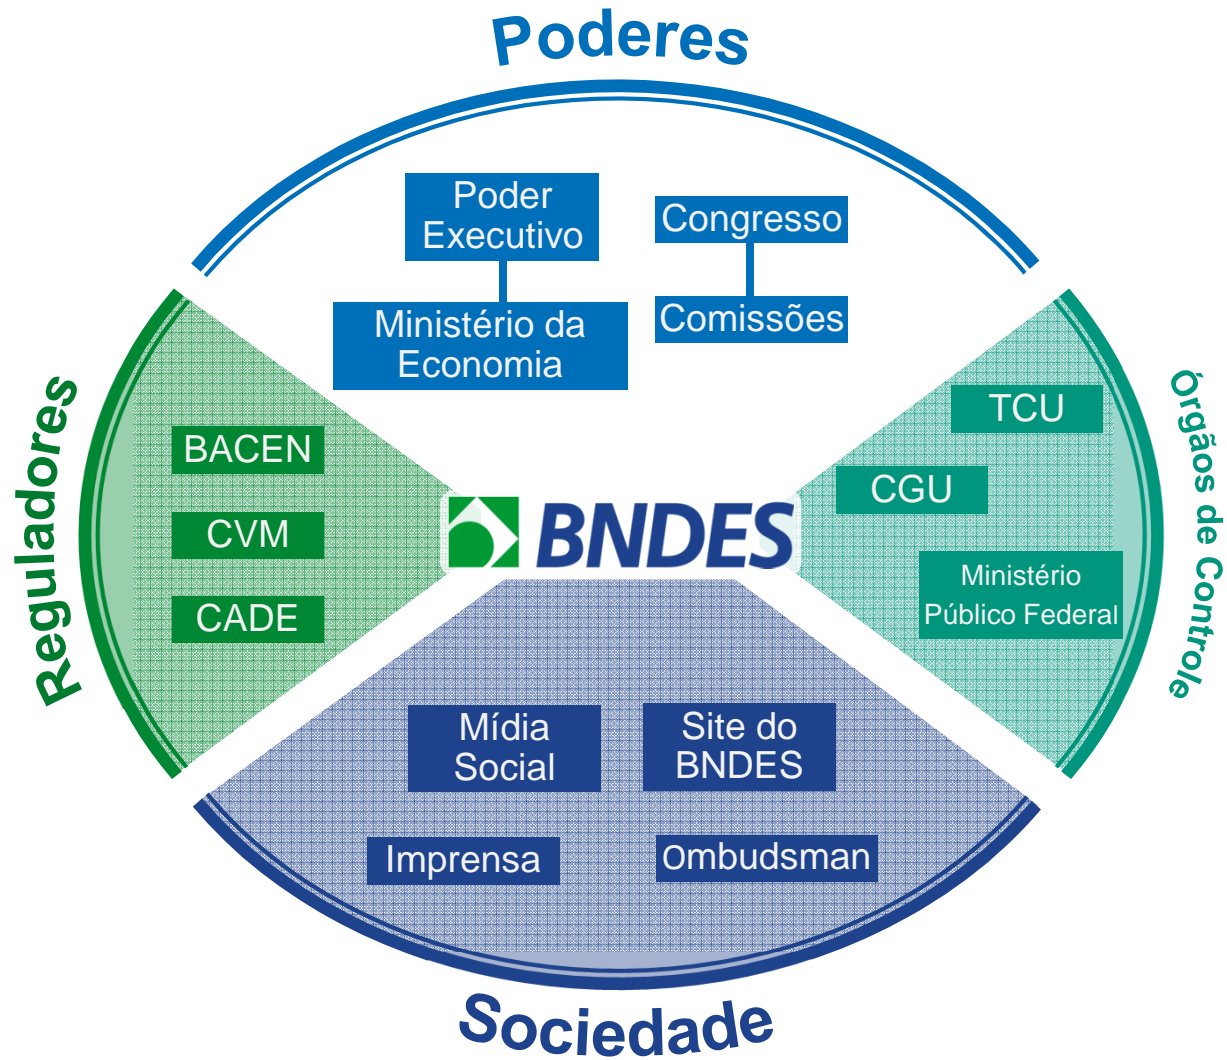 Poderes
Poder
Executivo
Ministério da
Economia
Congresso
Comissões
Reguladores
BACEN
CVM
CADE
BNDES
Órgãos de Controle
TCU
CGU
Ministério
Público Federal
Mídia
Social
Site do
BNDES
Imprensa
Ombudsman
Sociedade